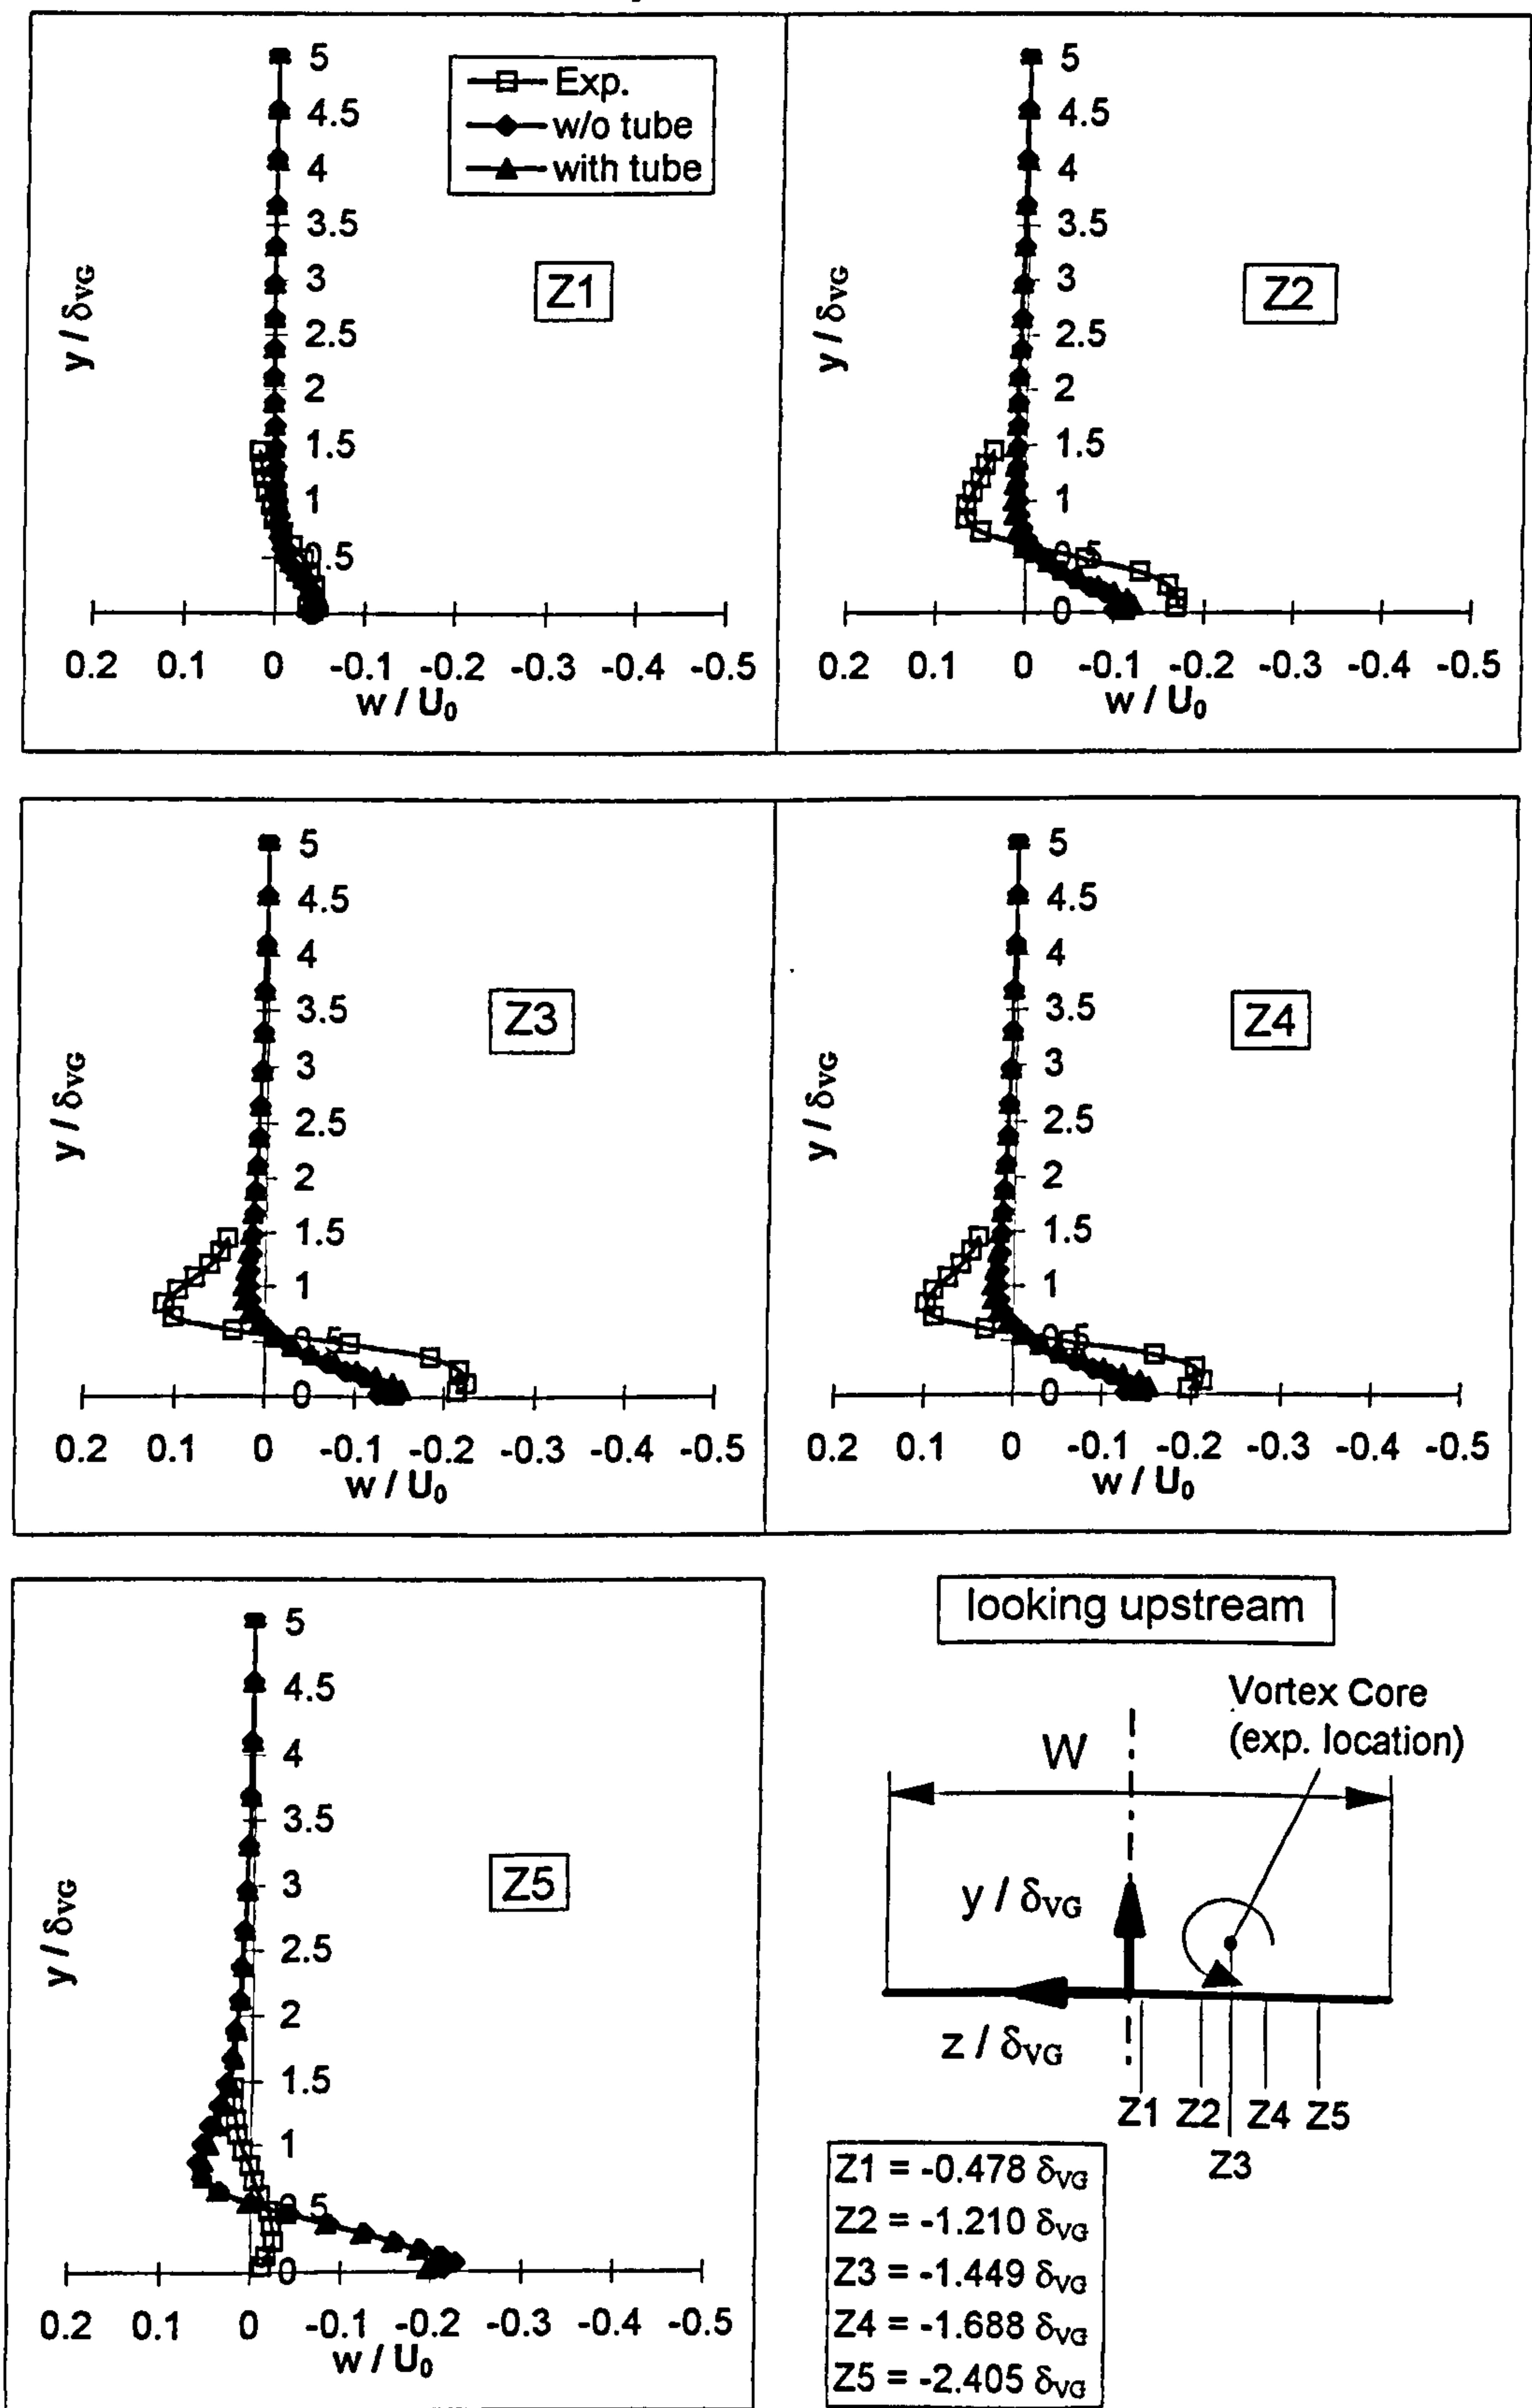 5
4.5
4
3.5
3
2.5
2
1.5
1
0.5
0
Exp.
w/o tube
with tube
Z1
y / δVG
0.2 0.1 0 -0.1 -0.2 -0.3 -0.4 -0.5
w / U0
5
4.5
4
3.5
3
2.5
2
1.5
1
0.5
0
Z2
y / δVG
0.2 0.1 0 -0.1 -0.2 -0.3 -0.4 -0.5
w / U0
5
4.5
4
3.5
3
2.5
2
1.5
1
0.5
0
Z3
y / δVG
0.2 0.1 0 -0.1 -0.2 -0.3 -0.4 -0.5
w / U0
5
4.5
4
3.5
3
2.5
2
1.5
1
0.5
0
Z4
y / δVG
0.2 0.1 0 -0.1 -0.2 -0.3 -0.4 -0.5
w / U0
5
4.5
4
3.5
3
2.5
2
1.5
1
0.5
0
Z5
y / δVG
0.2 0.1 0 -0.1 -0.2 -0.3 -0.4 -0.5
w / U0
looking upstream
Vortex Core
(exp. location)
W
y / δVG
z / δVG
Z1 Z2 Z4 Z5
Z3
Z1 = -0.478 δVG
Z2 = -1.210 δVG
Z3 = -1.449 δVG
Z4 = -1.688 δVG
Z5 = -2.405 δVG